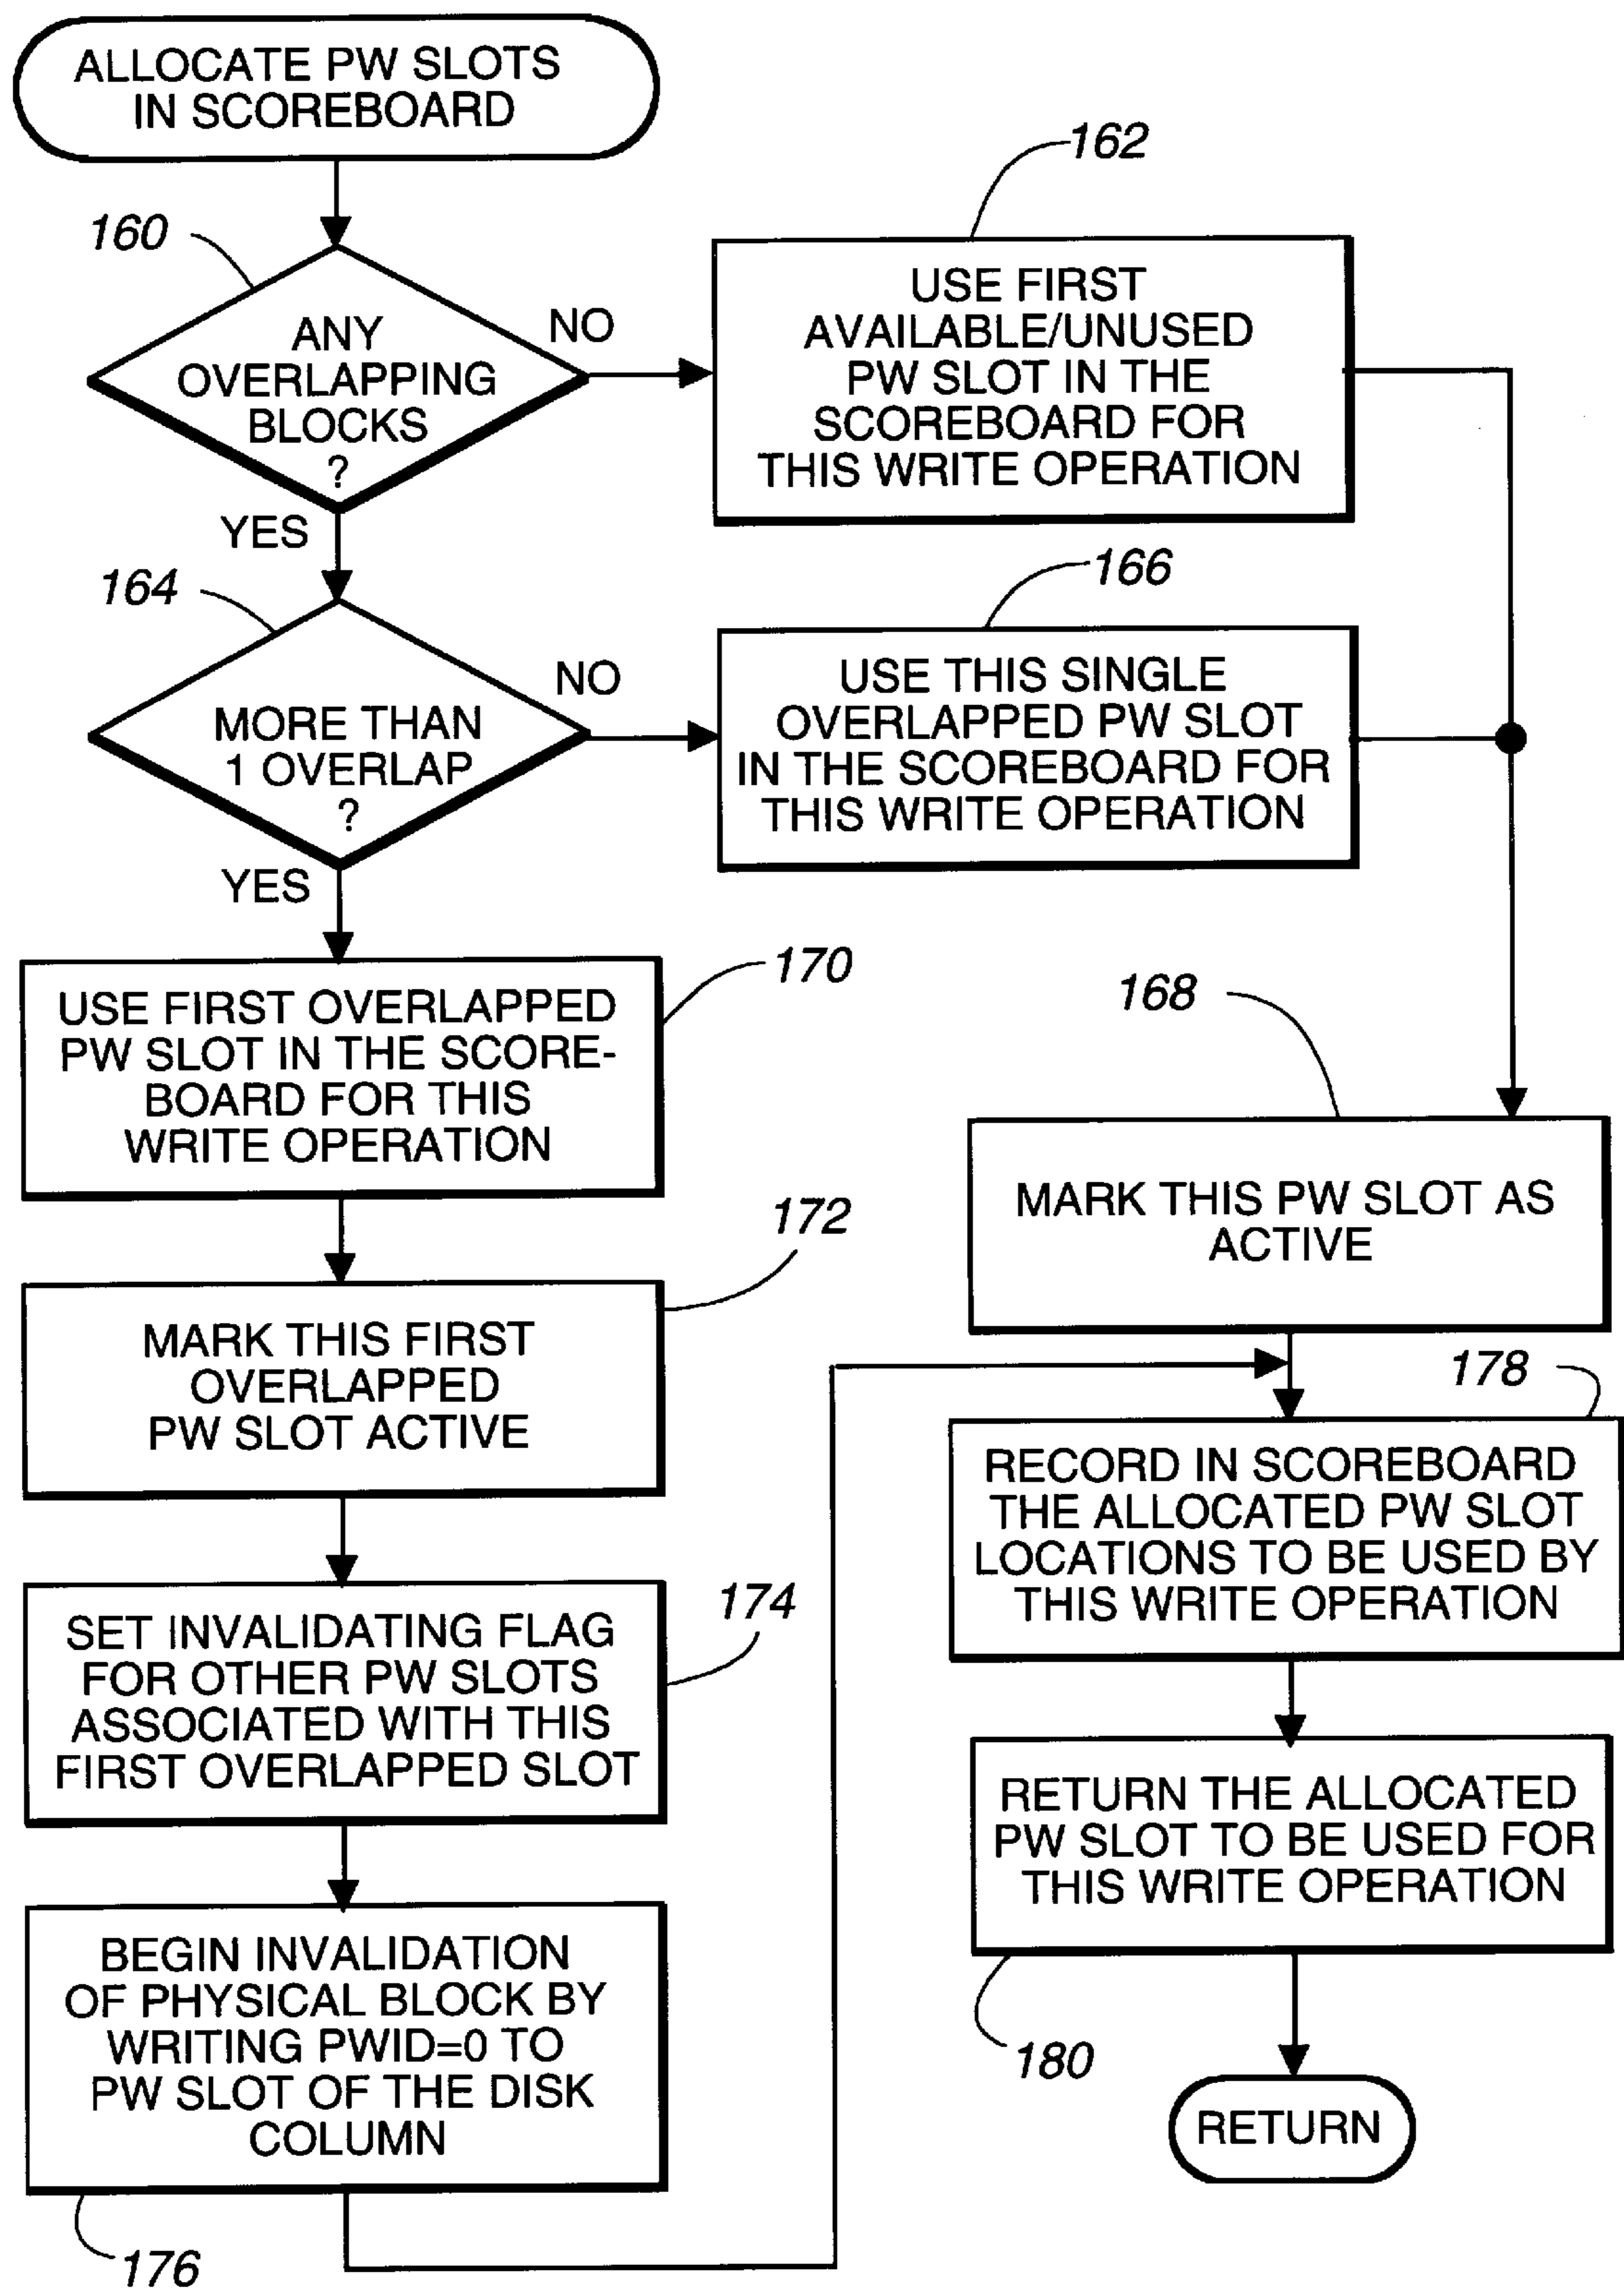 ALLOCATE PW SLOTS
IN SCOREBOARD
160
ANY
OVERLAPPING
BLOCKS
?
NO
YES
162
USE FIRST
AVAILABLE/UNUSED
PW SLOT IN THE
SCOREBOARD FOR
THIS WRITE OPERATION
164
MORE THAN
1 OVERLAP
?
NO
YES
166
USE THIS SINGLE
OVERLAPPED PW SLOT
IN THE SCOREBOARD FOR
THIS WRITE OPERATION
170
USE FIRST OVERLAPPED
PW SLOT IN THE SCORE-
BOARD FOR THIS
WRITE OPERATION
172
MARK THIS FIRST
OVERLAPPED
PW SLOT ACTIVE
174
SET INVALIDATING FLAG
FOR OTHER PW SLOTS
ASSOCIATED WITH THIS
FIRST OVERLAPPED SLOT
BEGIN INVALIDATION
OF PHYSICAL BLOCK BY
WRITING PWID=0 TO
PW SLOT OF THE DISK
COLUMN
176
168
MARK THIS PW SLOT AS
ACTIVE
178
RECORD IN SCOREBOARD
THE ALLOCATED PW SLOT
LOCATIONS TO BE USED BY
THIS WRITE OPERATION
RETURN THE ALLOCATED
PW SLOT TO BE USED FOR
THIS WRITE OPERATION
180
RETURN